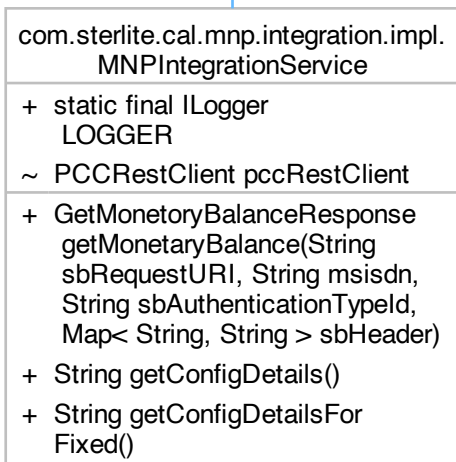 com.sterlite.cal.mnp.integration.impl.
MNPIntegrationService
+ static final ILogger
LOGGER
~ PCCRestClient pccRestClient
+ GetMonetoryBalanceResponse
getMonetaryBalance(String
sbRequestURI, String msisdn,
String sbAuthenticationTypeId,
Map< String, String > sbHeader)
+ String getConfigDetails()
+ String getConfigDetailsFor
Fixed()